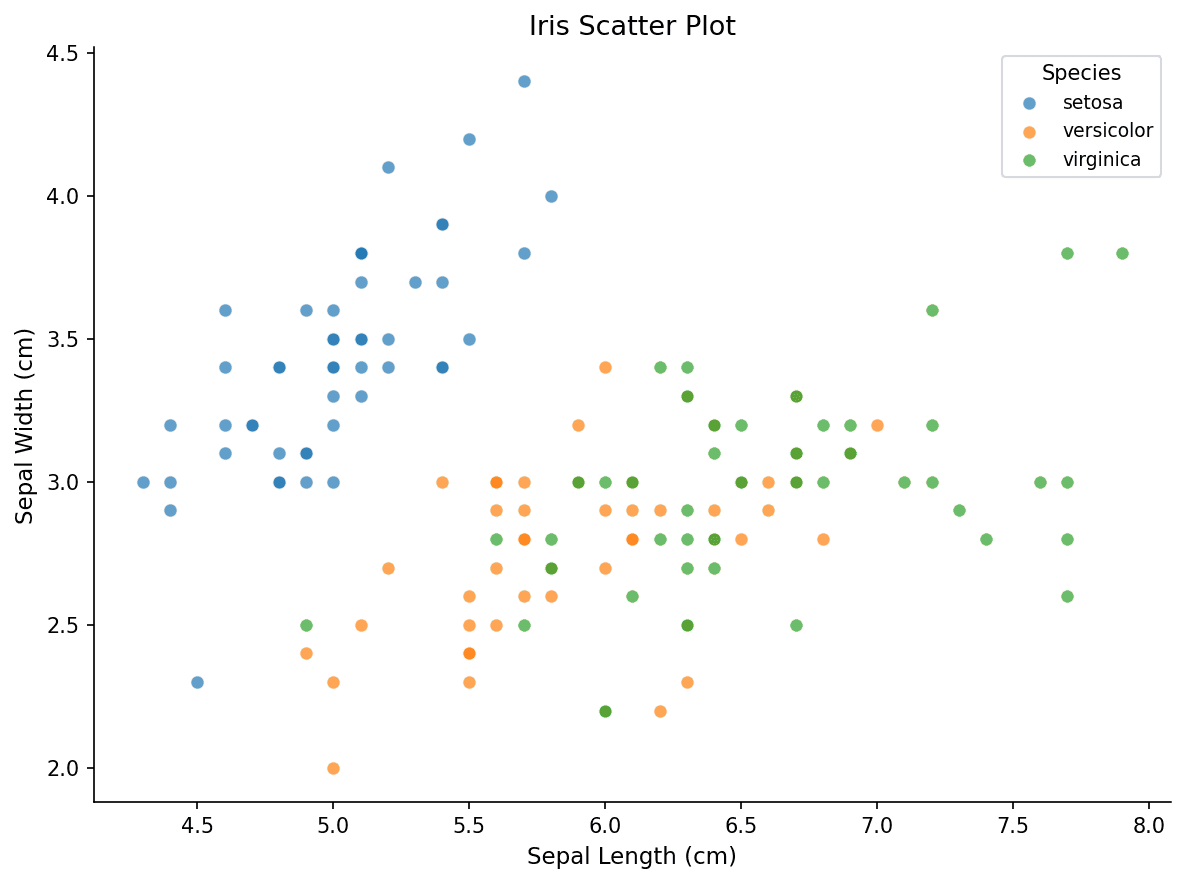 Iris Scatter Plot
4.5
4.0
3.5
3.0
2.5
2.0
Sepal Width (cm)
Species
setosa
versicolor
virginica
4.5 5.0 5.5 6.0 6.5 7.0 7.5 8.0
Sepal Length (cm)